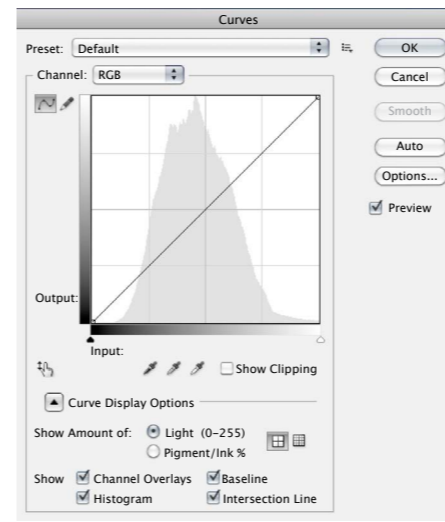 Curves
Preset: Default
OK
Channel: RGB
Cancel
Smooth
Auto
Options...
Preview
Output:
Input:
Show Clipping
Curve Display Options
Show Amount of: Light (0-255)
Pigment/Ink %
Show Channel Overlays Baseline
Histogram Intersection Line